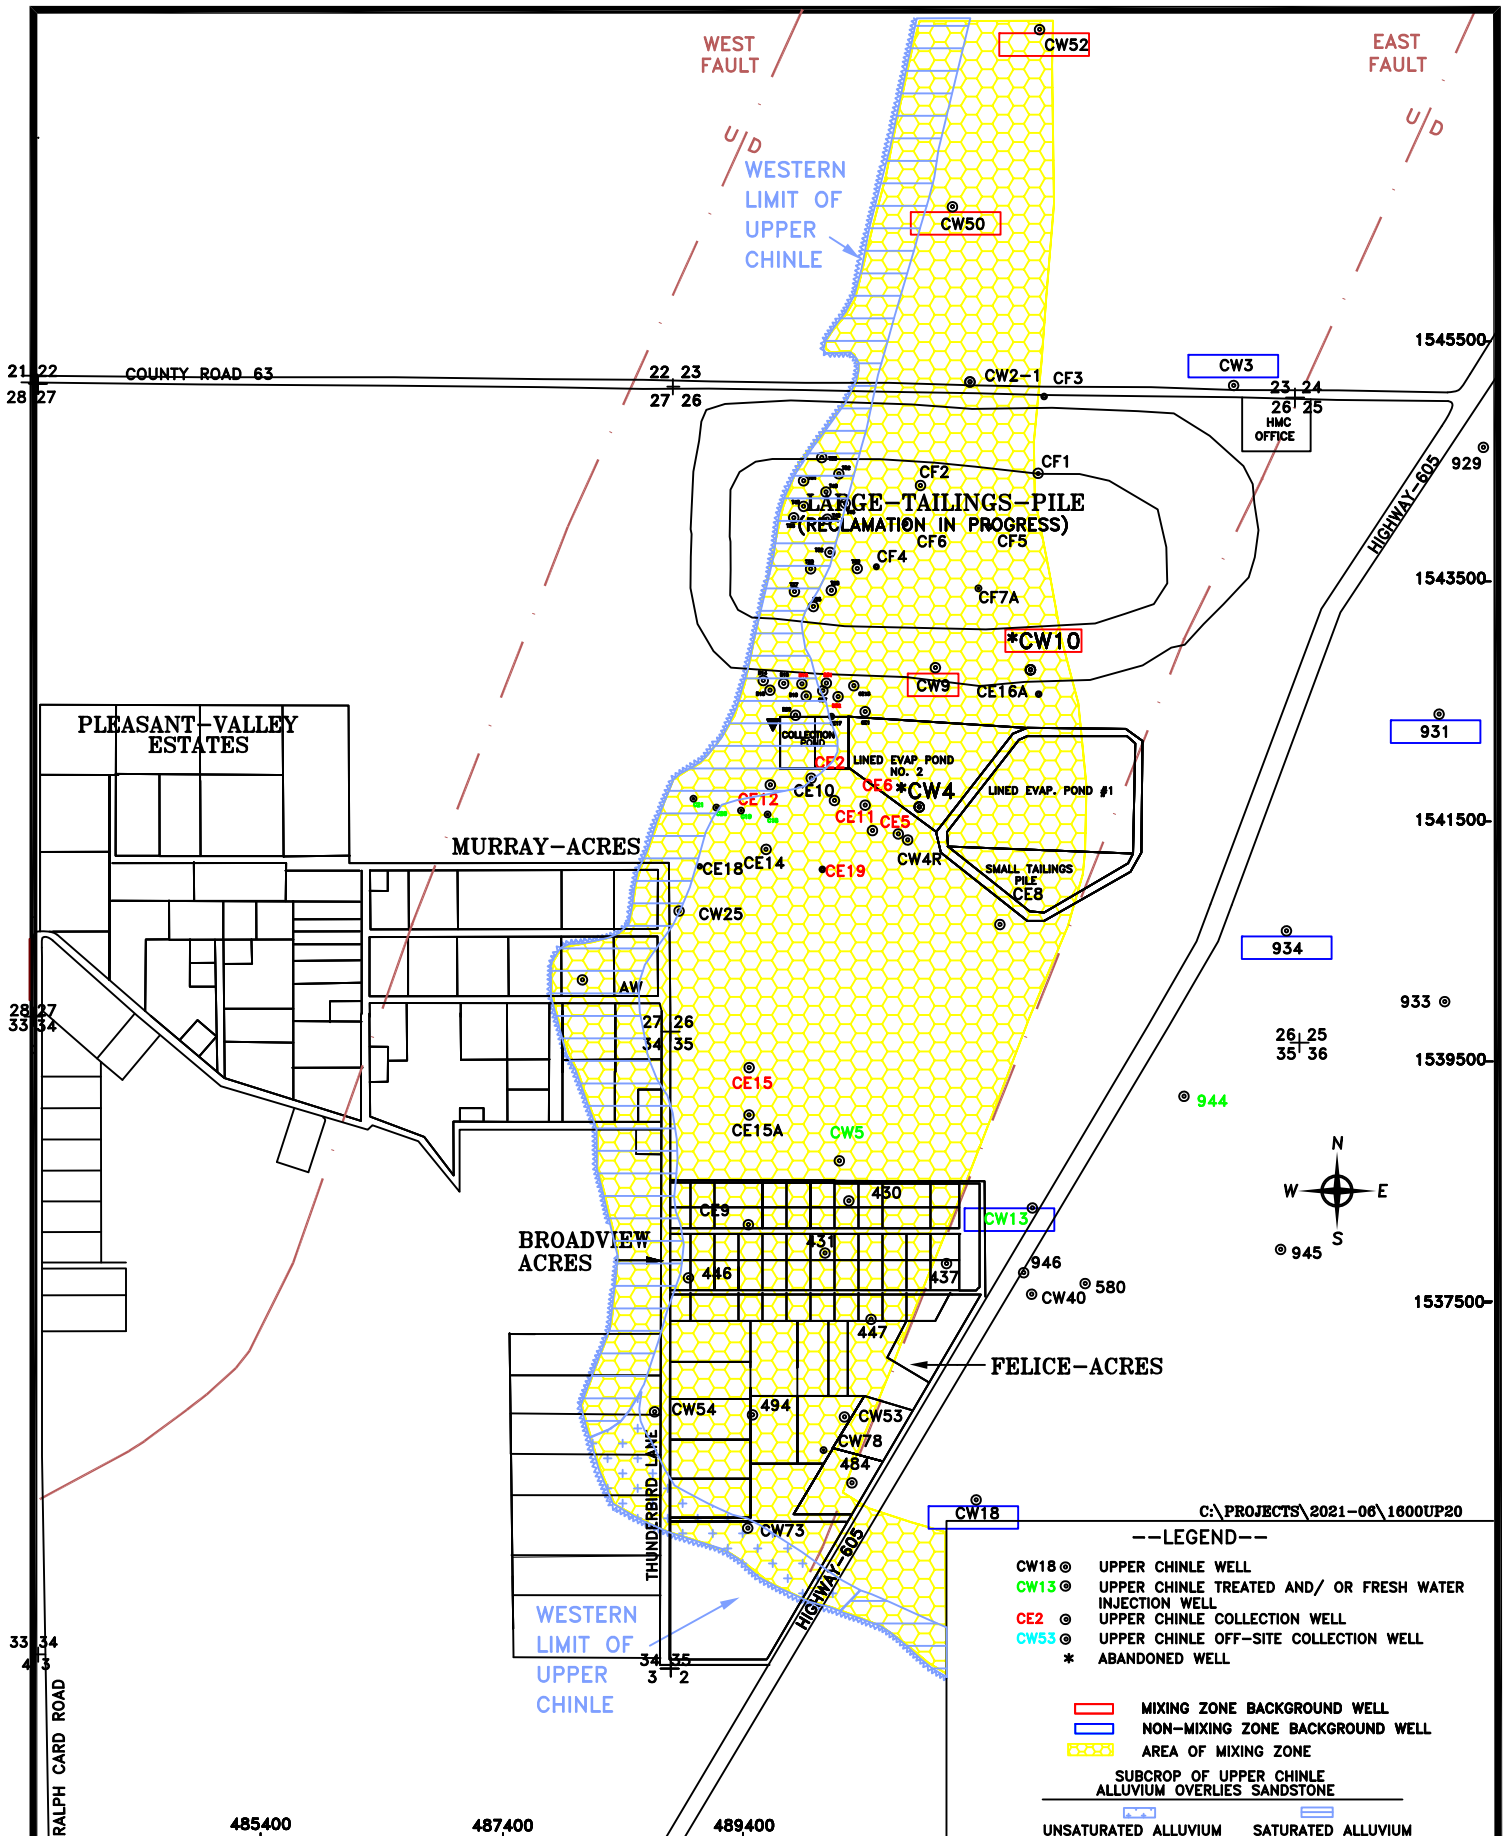 WEST
FAULT
EAST
FAULT
CW52
U/D
U/D
WESTERN
LIMIT OF
UPPER
CHINLE
CW50
1545500
21 22
28 27
COUNTY ROAD 63
22 23
27 26
CW2-1
CF3
CW3
23 24
26 25
HMC
OFFICE
929
HIGHWAY-605
CF1
CF2
LARGE-TAILINGS-PILE
(RECLAMATION IN PROGRESS)
CF6
CF5
CF4
CF7A
1543500
*CW10
CW9
CE16A
931
PLEASANT-VALLEY
ESTATES
COLLECTION
POND
CE2
LINED EVAP POND
NO. 2
CE10
CE6
*CW4
LINED EVAP. POND #1
CE12
CE11
CE5
1541500
MURRAY-ACRES
CE18
CE14
CE19
CW4R
SMALL TAILINGS
PILE
CE8
CW25
934
AW
933
28 27
33 34
27 26
34 35
26 25
35 36
1539500
CE15
944
CE15A
CW5
N
W E
S
430
CE9
CW13
BROADVIEW
ACRES
431
945
446
437
946
580
CW40
1537500
447
FELICE-ACRES
CW54
494
CW53
CW78
484
THUNDERBIRD LANE
CW73
HIGHWAY-605
CW18
C:\PROJECTS\2021-06\1600UP20
--LEGEND--
CW18 UPPER CHINLE WELL
CW13 UPPER CHINLE TREATED AND/ OR FRESH WATER
INJECTION WELL
CE2 UPPER CHINLE COLLECTION WELL
CW53 UPPER CHINLE OFF-SITE COLLECTION WELL
* ABANDONED WELL
WESTERN
LIMIT OF
UPPER
CHINLE
33 34
4 3
34 35
3 2
RALPH CARD ROAD
MIXING ZONE BACKGROUND WELL
NON-MIXING ZONE BACKGROUND WELL
AREA OF MIXING ZONE
SUBCROP OF UPPER CHINLE
ALLUVIUM OVERLIES SANDSTONE
UNSATURATED ALLUVIUM SATURATED ALLUVIUM
485400
487400
489400